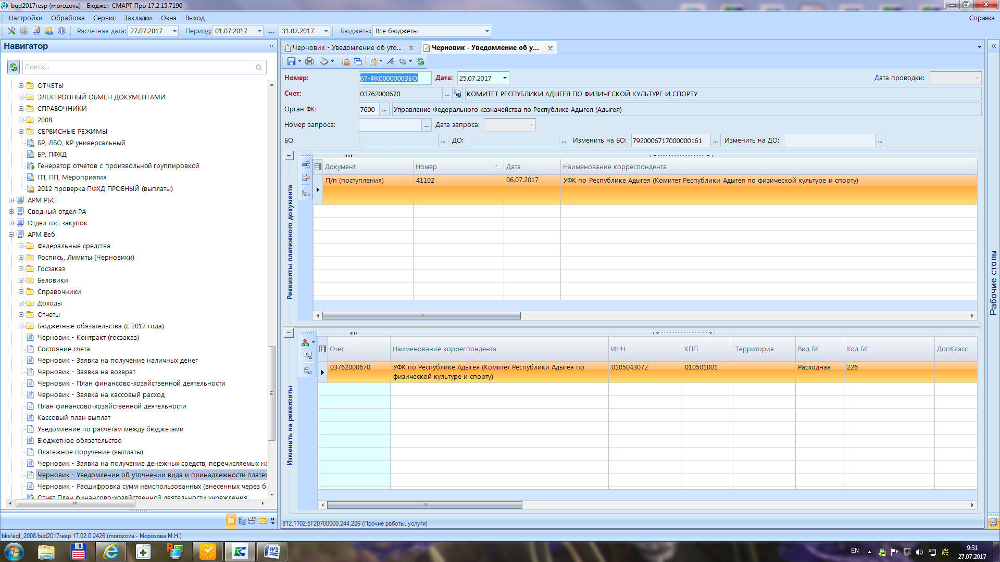 bud2017resp (morozova) - Бюджет-СМАРт Про 17.2.15.7190
Настройки Обработка Сервис Закладки Окна Выход Справка
Расчетная дата: 27.07.2017 Период: 01.07.2017 ... 31.07.2017 Бюджеты: Все бюджеты
Навигатор
Поиск...
ОТЧЕТЫ
ЭЛЕКТРОННЫЙ ОБМЕН ДОКУМЕНТАМИ
СПРАВОЧНИКИ
2008
СЕРВИСНЫЕ РЕЖИМЫ
БР, ЛБО, КР универсальный
БР, ПФХД
Генератор отчетов с произвольной группировкой
ГП, ПП, Мероприятия
2012 проверка ПФХД ПРОБНЫЙ (выплаты)
АРМ РБС
Сводный отдел РА
Отдел гос. закупок
АРМ Веб
Федеральные средства
Роспись, Лимиты (Черновики)
Госзаказ
Беловики
Справочники
Доходы
Отчеты
Бюджетные обязательства (с 2017 года)
Черновик - Контракт (госзаказ)
Состояние счета
Черновик - Заявка на получение наличных денег
Черновик - Заявка на возврат
Черновик - План финансово-хозяйственной деятельности
Черновик - Заявка на кассовый расход
План финансово-хозяйственной деятельности
Кассовый план выплат
Уведомление по расчетам между бюджетами
Бюджетное обязательство
Платежное поручение (выплаты)
Черновик - Заявка на получение денежных средств, перечисляемых на
Черновик - Уведомление об уточнении вида и принадлежности платеж
Черновик - Расшифровка сумм неиспользованных (внесенных через б
Отчет План финансово-хозяйственной деятельности учреждения
Черновик - Уведомление об уто... Черновик - Уведомление об у...
Номер: 67-ФК00000003БО Дата: 25.07.2017 Дата проводки:
Счет: 03762000670 ... КОМИТЕТ РЕСПУБЛИКИ АДЫГЕЯ ПО ФИЗИЧЕСКОЙ КУЛЬТУРЕ И СПОРТУ
Орган ФК: 7600 ... Управление Федерального казначейства по Республике Адыгея (Адыгея)
Номер запроса: ... Дата запроса:
БО: ... ДО: ... Изменить на БО: 7920006717000000161 ... Изменить на ДО: ...
Реквизиты платежного документа
Документ Номер Дата Наименование корреспондента
П/п (поступления) 41102 06.07.2017 УФК по Республике Адыгея (Комитет Республики Адыгея по физической культуре и спорту)
Изменить на реквизиты
Счет Наименование корреспондента ИНН КПП Территория Вид БК Код БК ДопКласс
03762000670 УФК по Республике Адыгея (Комитет Республики Адыгея по физической культуре и спорту) 0105043072 010501001 Расходная 226
812.1102.5Г20700000.244.226 (Прочие работы, услуги)
Рабочие столы
bks\sql_2008.bud2017resp 17.02.0.2426 (morozova - Морозова М.Н.)
EN 9:31
27.07.2017